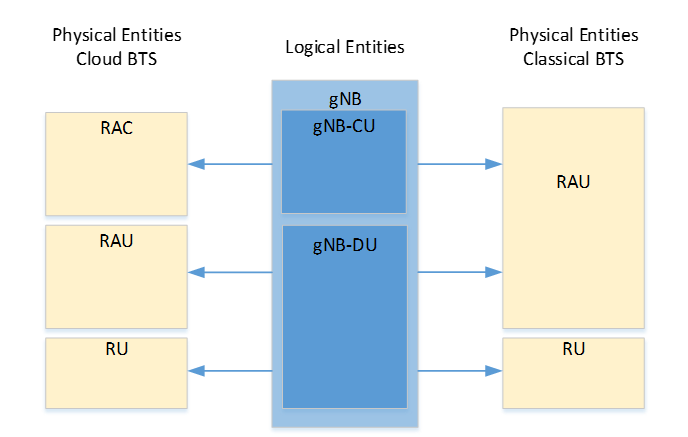 Physical Entities
Cloud BTS
Logical Entities
Physical Entities
Classical BTS
gNB
gNB-CU
RAC
RAU
gNB-DU
RAU
RU
RU